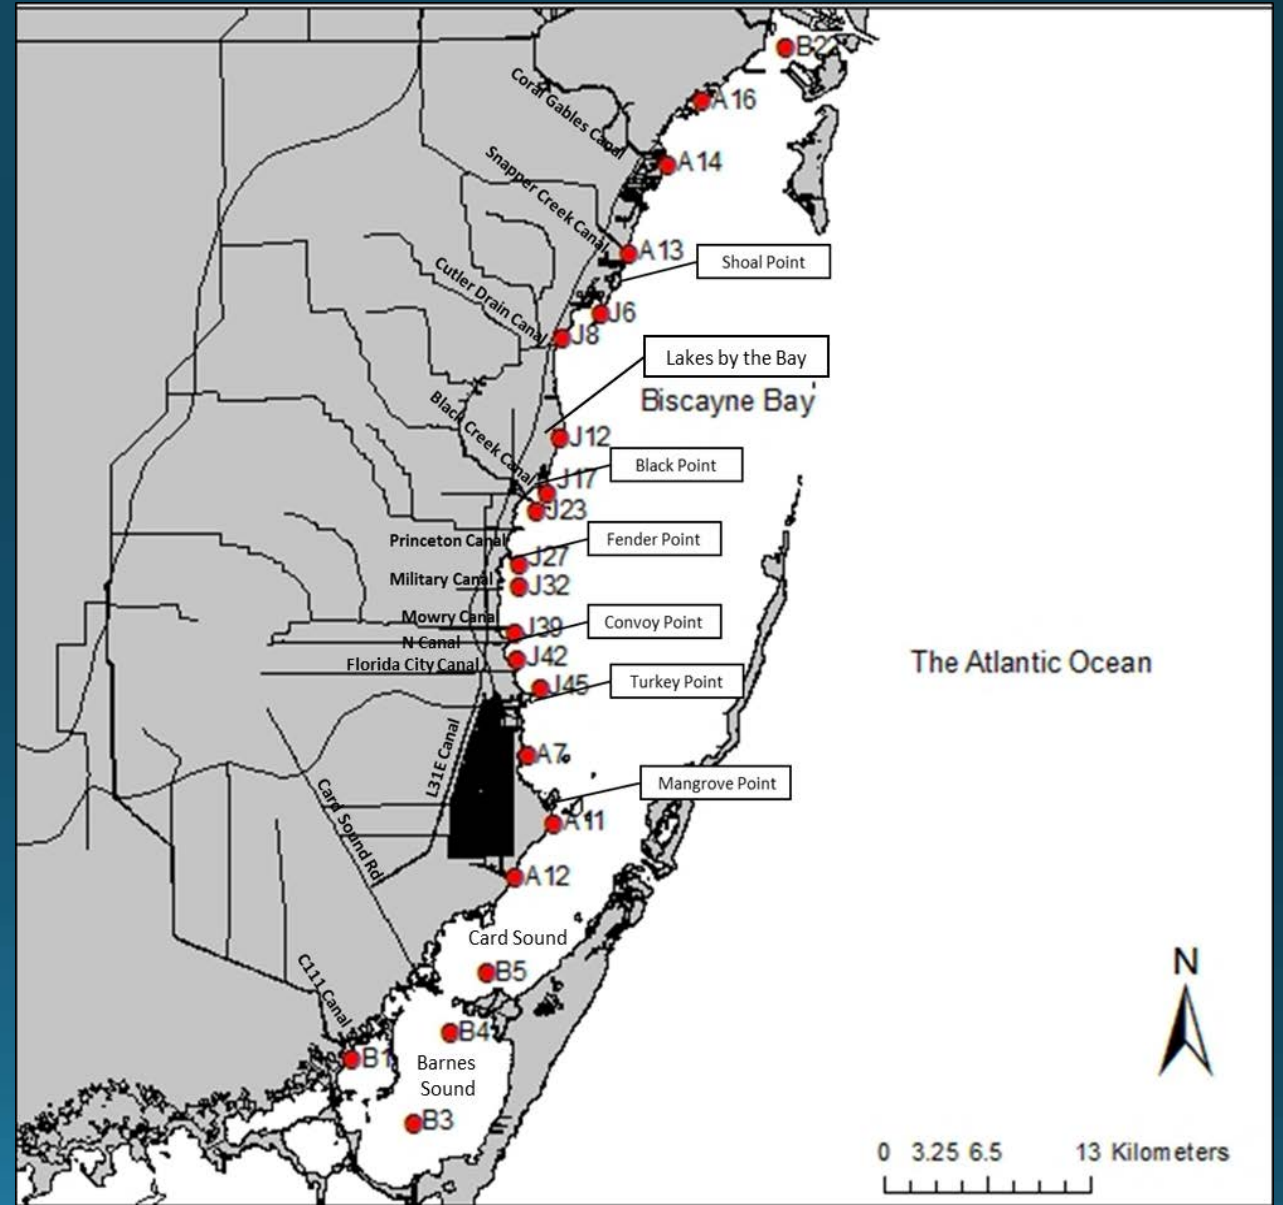 B2
A16
Coral Gables Canal
A14
Snapper Creek Canal
A13
Shoal Point
Cutler Drain Canal
J6
J8
Lakes by the Bay
Biscayne Bay
Black Creek Canal
J12
Black Point
J17
J23
Princeton Canal
Fender Point
J27
Military Canal
J32
Mowry Canal
J39
Convoy Point
N Canal
J42
Florida City Canal
The Atlantic Ocean
J45
Turkey Point
L31E Canal
A7
Card Sound Rd
Mangrove Point
A11
A12
Card Sound
C111 Canal
B5
N
B4
B1
Barnes
Sound
B3
0 3.25 6.5 13 Kilometers